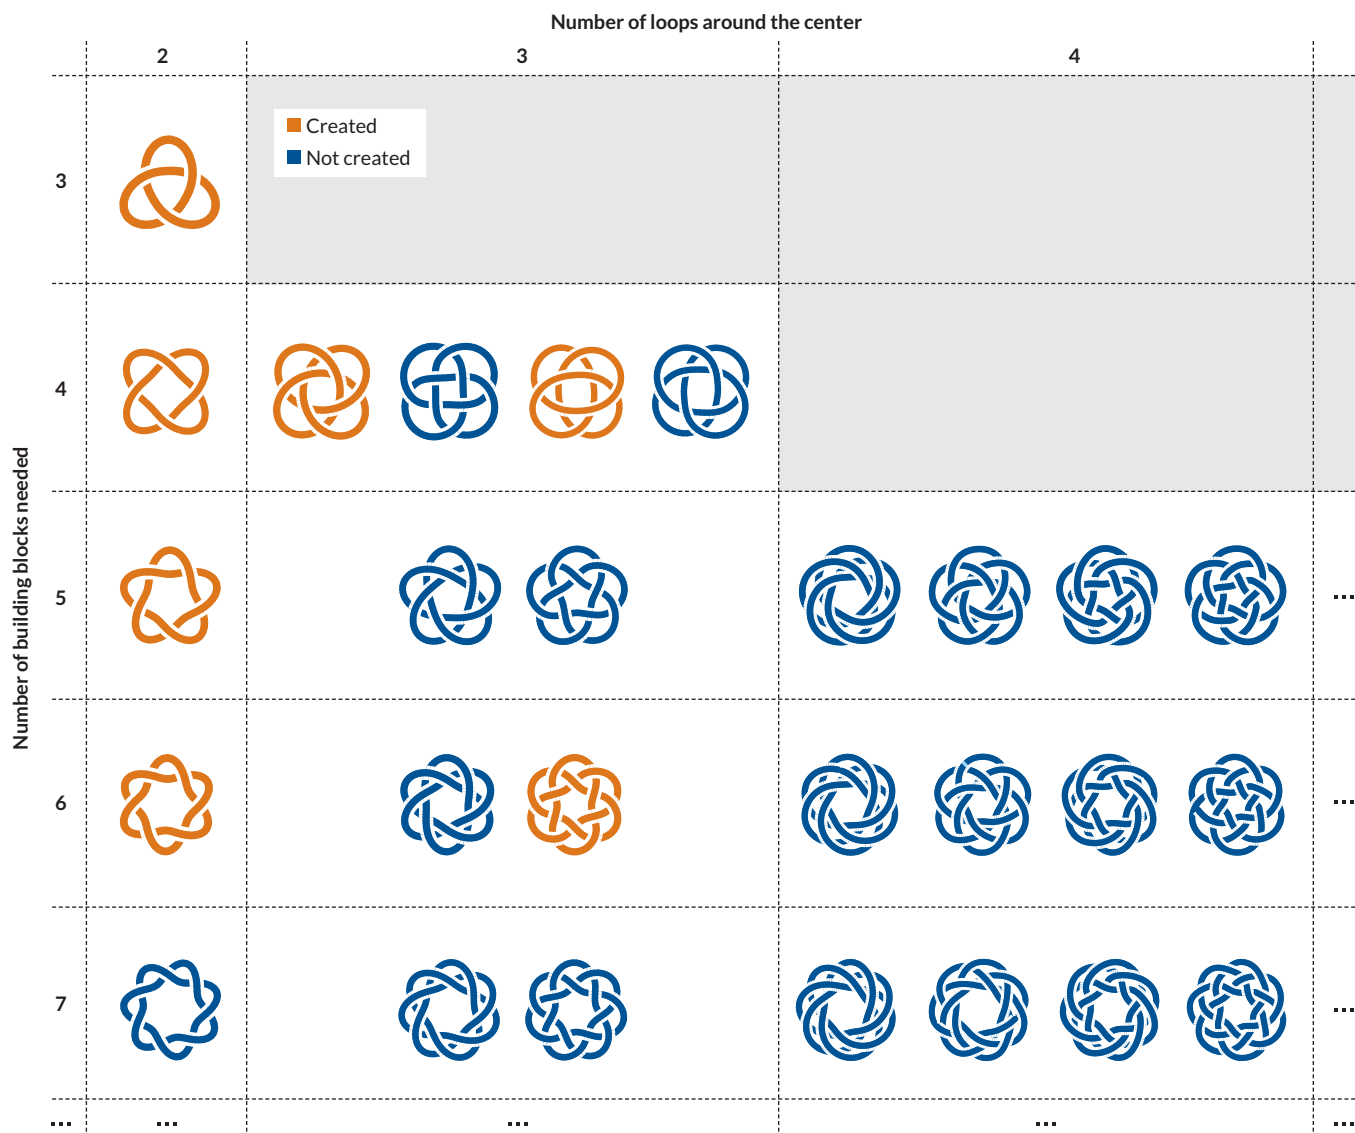 Number of loops around the center
2 3 4
Created
Not created
Number of building blocks needed
3
4
5 ...
6 ...
7 ...
... ... ... ... ...